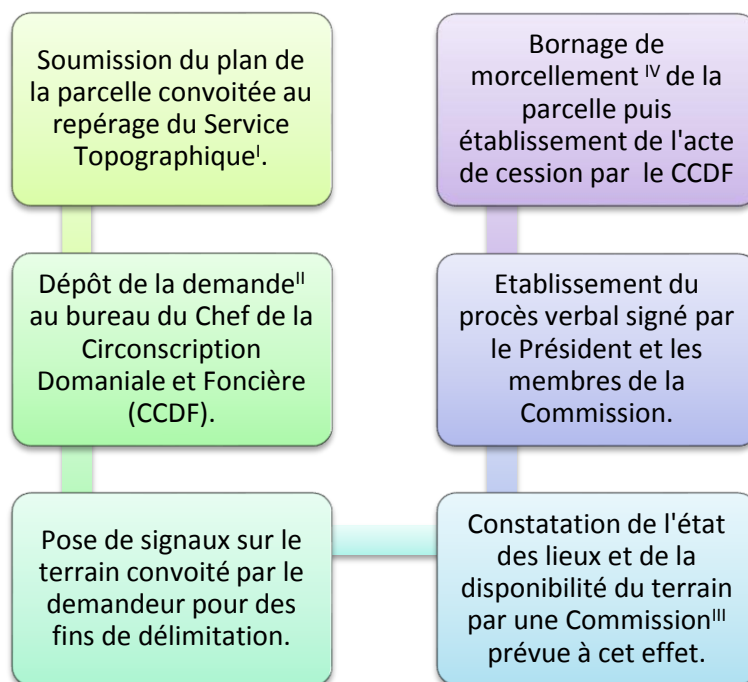 Soumission du plan de
la parcelle convoitée au
repérage du Service
Topographiqueᴵ.
Dépôt de la demandeᴵᴵ
au bureau du Chef de la
Circonscription
Domaniale et Foncière
(CCDF).
Pose de signaux sur le
terrain convoité par le
demandeur pour des
fins de délimitation.
Constatation de l'état
des lieux et de la
disponibilité du terrain
par une Commissionᴵᴵᴵ
prévue à cet effet.
Etablissement du
procès verbal signé par
le Président et les
membres de la
Commission.
Bornage de
morcellement ᴵⱽ de la
parcelle puis
établissement de l'acte
de cession par le CCDF